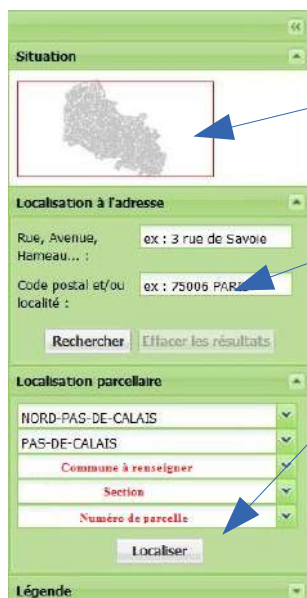 Situation
Localisation à l'adresse
Rue, Avenue, ex : 3 rue de Savoie
Hameau... :
Code postal et/ou ex : 75006 PARIS
localité :
Rechercher Effacer les résultats
Localisation parcellaire
NORD-PAS-DE-CALAIS
PAS-DE-CALAIS
Commune à renseigner
Section
Numéro de parcelle
Localiser
Légende